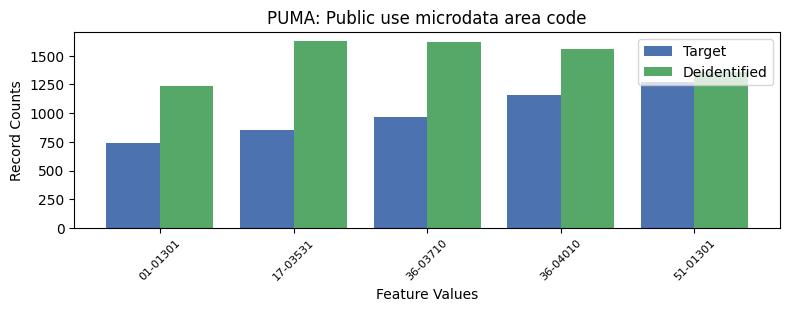 PUMA: Public use microdata area code
Target
Deidentified
Record Counts
1500
1250
1000
750
500
250
0
01-01301
17-03531
36-03710
36-04010
51-01301
Feature Values